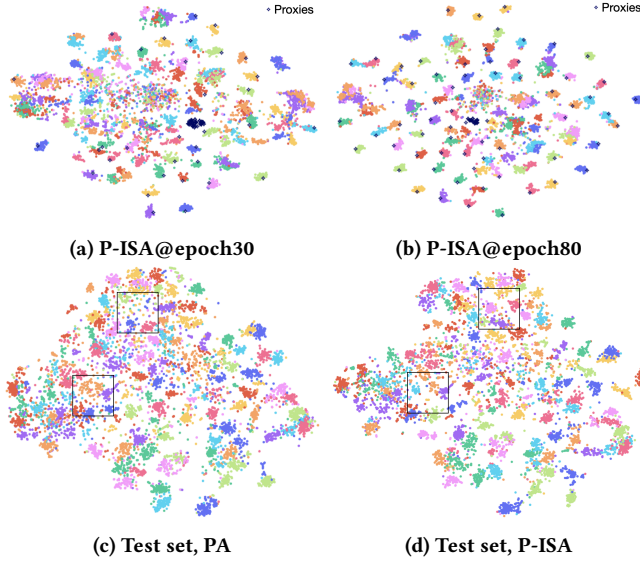 Proxies
Proxies
(a) P-ISA@epoch30
(b) P-ISA@epoch80
(c) Test set, PA
(d) Test set, P-ISA